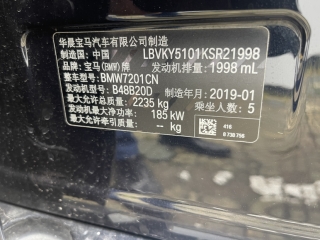 华晨宝马汽车有限公司制造
制造国: 中国 LBVKY5101KSR21998
品牌: 宝马(BMW)牌 发动机排量: 1998 mL
整车型号: BMW7201CN
发动机型号: B48B20D 制造年月: 2019-01
最大允许总质量: 2235 kg 乘坐人数: 5
发动机最大净功率: 185 kW
最大允许牵引质量: -- kg
416
8 738 796